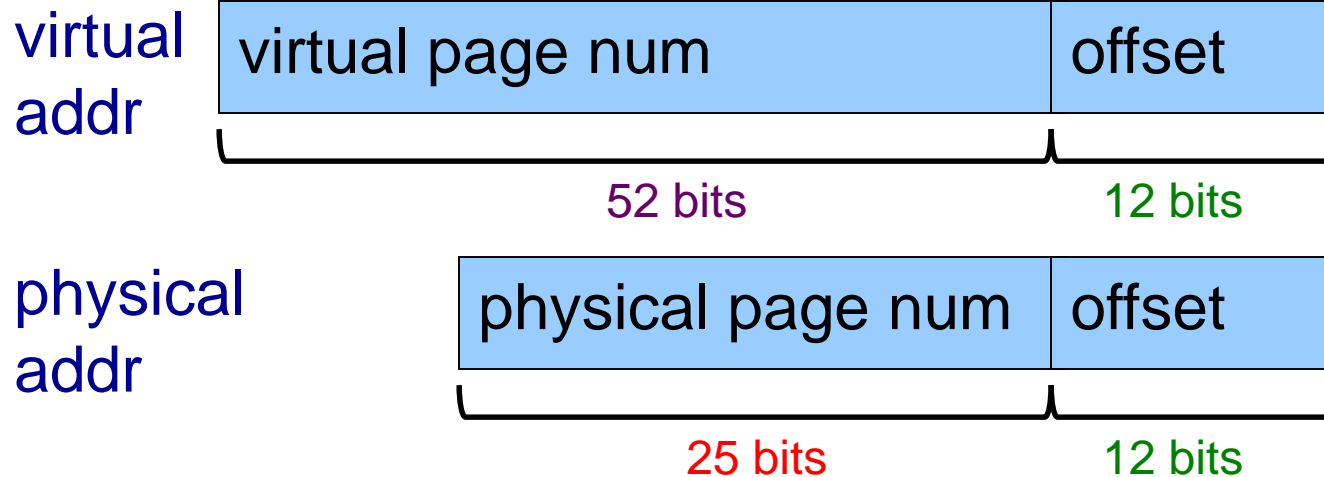 virtual addr
virtual page num
offset
52 bits
12 bits
physical addr
physical page num
offset
25 bits
12 bits